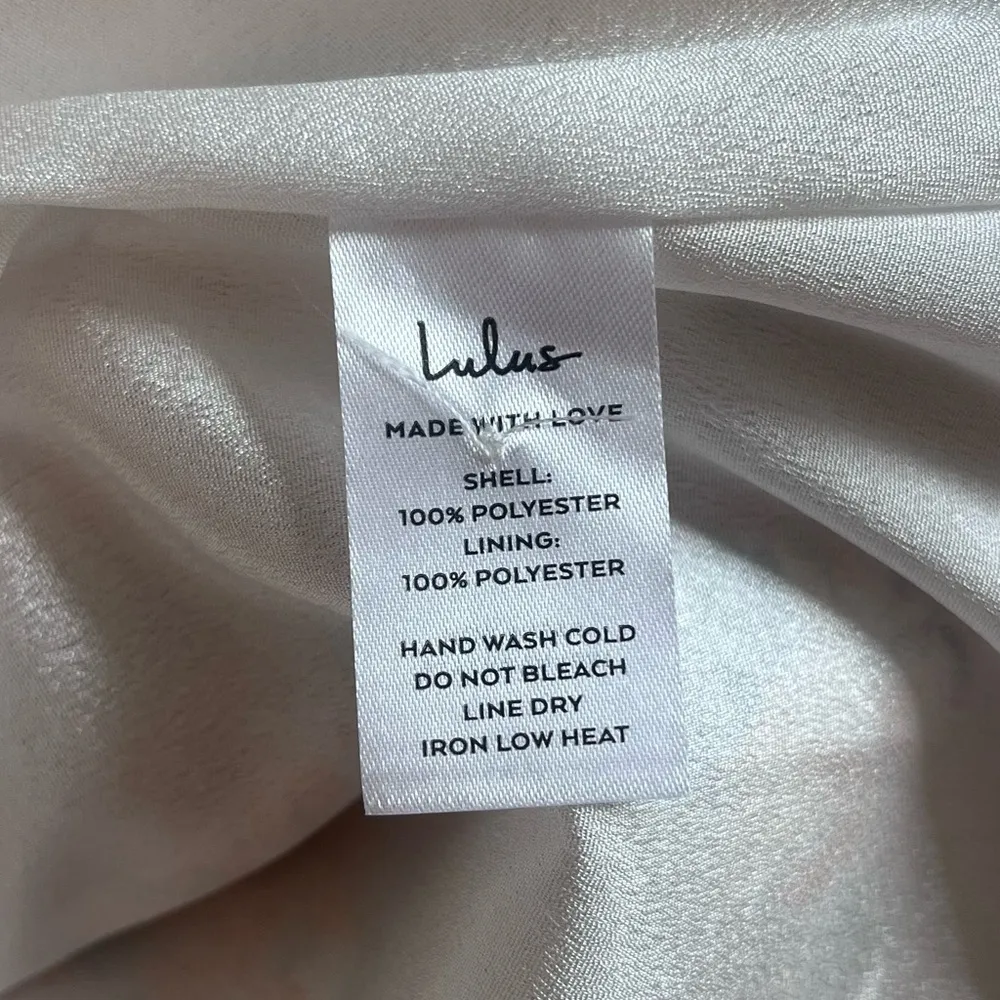 Lulus
MADE WITH LOVE
SHELL:
100% POLYESTER
LINING:
100% POLYESTER
HAND WASH COLD
DO NOT BLEACH
LINE DRY
IRON LOW HEAT